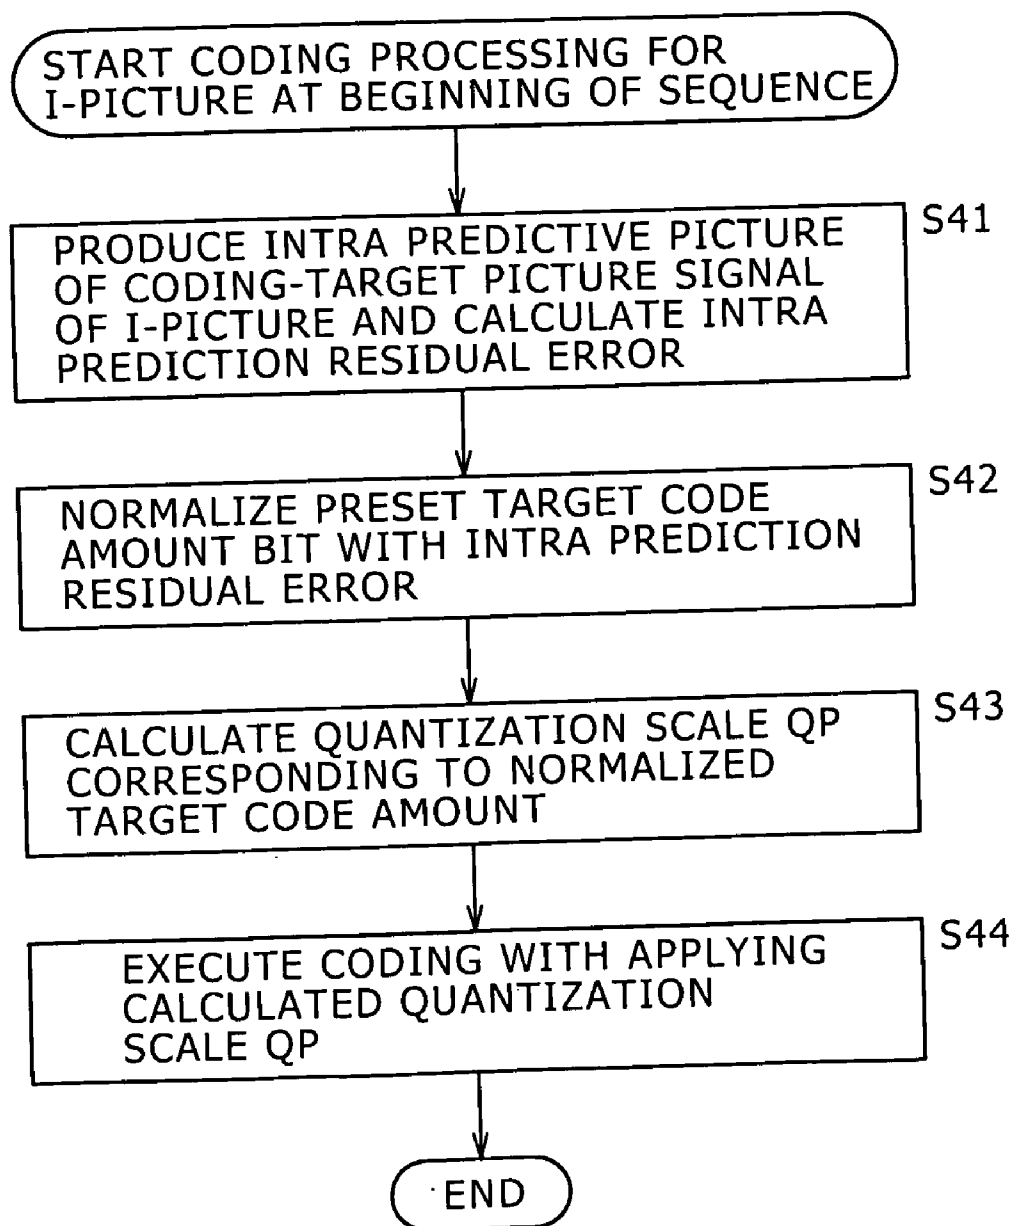 START CODING PROCESSING FOR
I-PICTURE AT BEGINNING OF SEQUENCE
S41
PRODUCE INTRA PREDICTIVE PICTURE
OF CODING-TARGET PICTURE SIGNAL
OF I-PICTURE AND CALCULATE INTRA
PREDICTION RESIDUAL ERROR
S42
NORMALIZE PRESET TARGET CODE
AMOUNT BIT WITH INTRA PREDICTION
RESIDUAL ERROR
S43
CALCULATE QUANTIZATION SCALE QP
CORRESPONDING TO NORMALIZED
TARGET CODE AMOUNT
S44
EXECUTE CODING WITH APPLYING
CALCULATED QUANTIZATION
SCALE QP
END